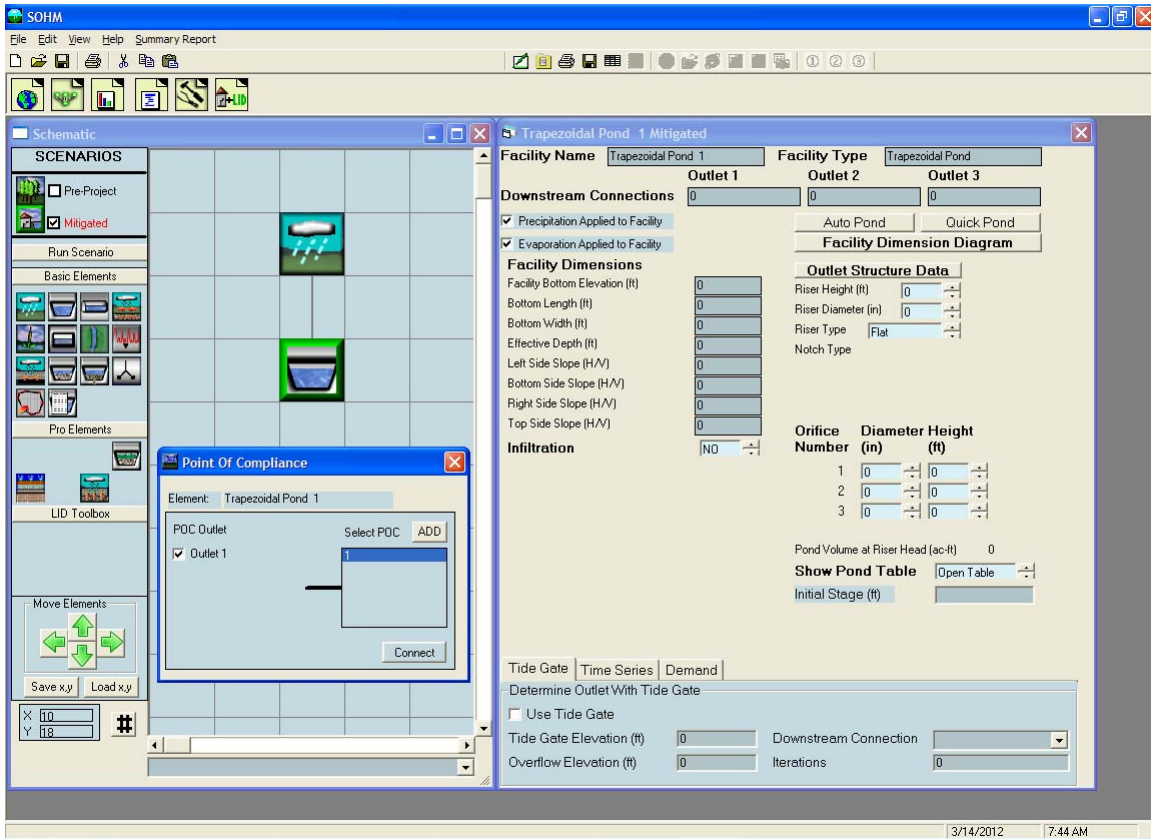 SOHM
File Edit View Help Summary Report
Schematic
SCENARIOS
Pre-Project
Mitigated
Run Scenario
Basic Elements
Pro Elements
LID Toolbox
Move Elements
Save x,y Load x,y
X 10
Y 18
#
+LID
Point Of Compliance
Element: Trapezoidal Pond 1
POC Outlet
Select POC ADD
Outlet 1
1
Connect
Trapezoidal Pond 1 Mitigated
Facility Name Trapezoidal Pond 1 Facility Type Trapezoidal Pond
Outlet 1 Outlet 2 Outlet 3
Downstream Connections 0 0 0
Precipitation Applied to Facility Auto Pond Quick Pond
Evaporation Applied to Facility Facility Dimension Diagram
Facility Dimensions
Facility Bottom Elevation (ft) 0
Bottom Length (ft) 0
Bottom Width (ft) 0
Effective Depth (ft) 0
Left Side Slope (H/V) 0
Bottom Side Slope (H/V) 0
Right Side Slope (H/V) 0
Top Side Slope (H/V) 0
Infiltration NO
Outlet Structure Data
Riser Height (ft) 0
Riser Diameter (in) 0
Riser Type Flat
Notch Type
Orifice Diameter Height
Number (in) (ft)
1 0 0
2 0 0
3 0 0
Pond Volume at Riser Head (ac-ft) 0
Show Pond Table Open Table
Initial Stage (ft)
Tide Gate Time Series Demand
Determine Outlet With Tide Gate
Use Tide Gate
Tide Gate Elevation (ft) 0 Downstream Connection
Overflow Elevation (ft) 0 Iterations 0
3/14/2012 7:44 AM